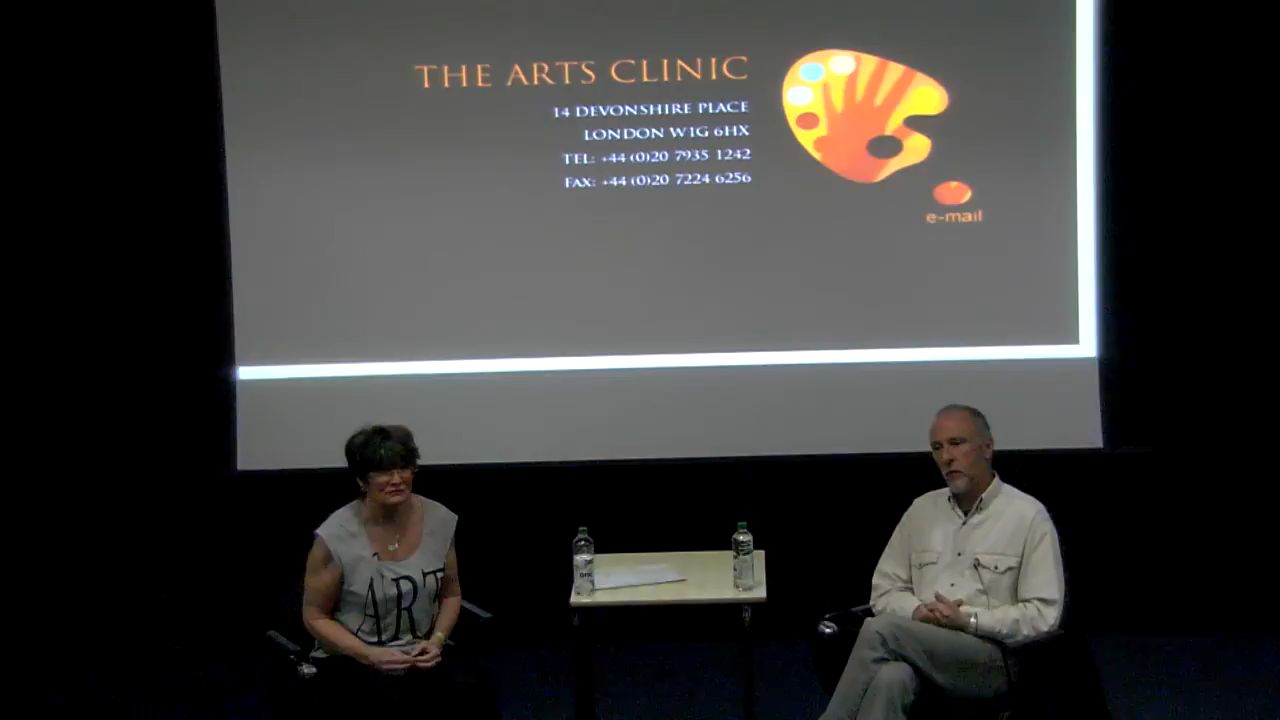 THE ARTS CLINIC
14 DEVONSHIRE PLACE
LONDON W1G 6HX
TEL: +44 (0)20 7935 1242
FAX: +44 (0)20 7224 6256
e-mail
ART